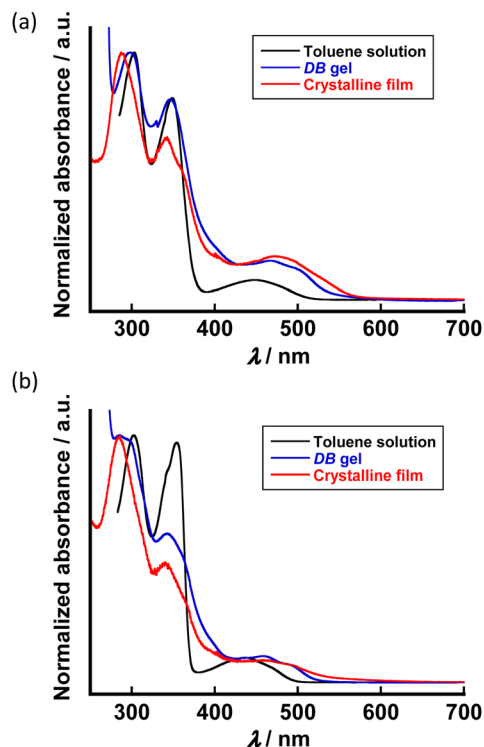 (a)
Normalized absorbance / a.u.
Toluene solution
DB gel
Crystalline film
300 400 500 600 700
λ / nm
(b)
Normalized absorbance / a.u.
Toluene solution
DB gel
Crystalline film
300 400 500 600 700
λ / nm